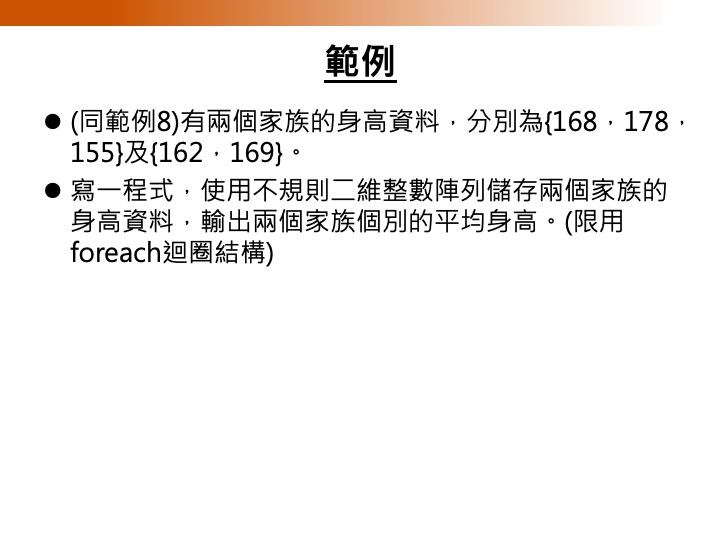 範例
● (同範例8)有兩個家族的身高資料，分別為{168，178，
155}及{162，169}。
● 寫一程式，使用不規則二維整數陣列儲存兩個家族的
身高資料，輸出兩個家族個別的平均身高。(限用
foreach迴圈結構)